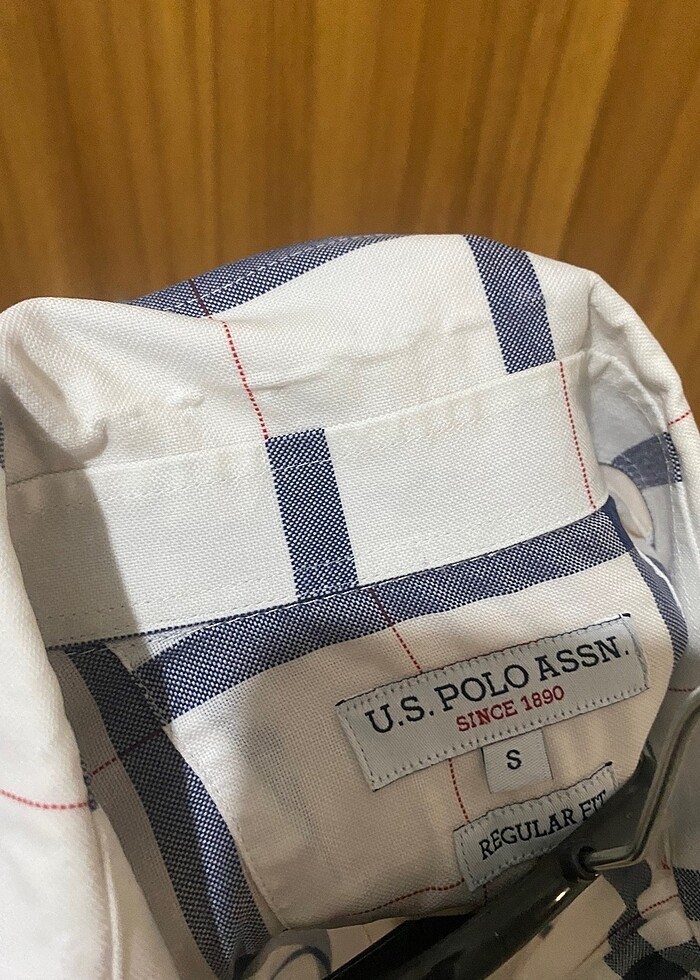 U.S. POLO ASSN.
SINCE 1890
S
REGULAR FIT